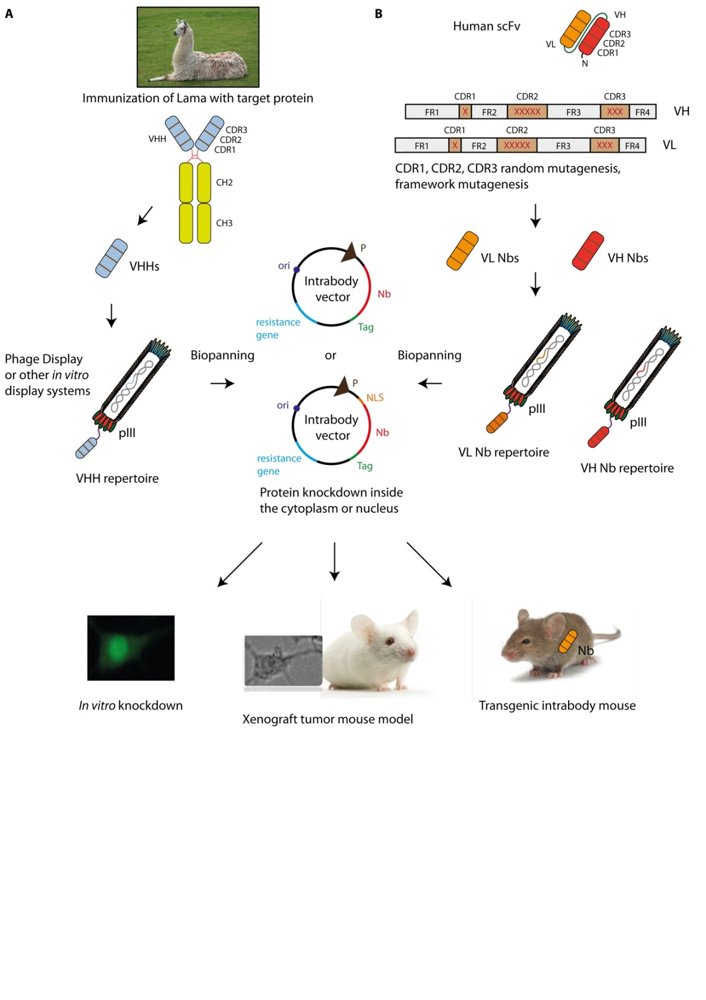 A
Immunization of Lama with target protein
VHH
CDR3
CDR2
CDR1
CH2
CH3
VHHs
Phage Display
or other in vitro
display systems
pIII
VHH repertoire
Biopanning
P
ori
Intrabody
vector
Nb
resistance
gene
Tag
or
P
NLS
ori
Intrabody
vector
Nb
resistance
gene
Tag
Protein knockdown inside
the cytoplasm or nucleus
B
Human scFv
VH
VL
CDR3
CDR2
CDR1
N
CDR1 CDR2 CDR3
FR1 X FR2 XXXXX FR3 XXX FR4 VH
CDR1 CDR2 CDR3
FR1 X FR2 XXXXX FR3 XXX FR4 VL
CDR1, CDR2, CDR3 random mutagenesis,
framework mutagenesis
VL Nbs
VH Nbs
Biopanning
pIII
VL Nb repertoire
pIII
VH Nb repertoire
In vitro knockdown
Xenograft tumor mouse model
Nb
Transgenic intrabody mouse